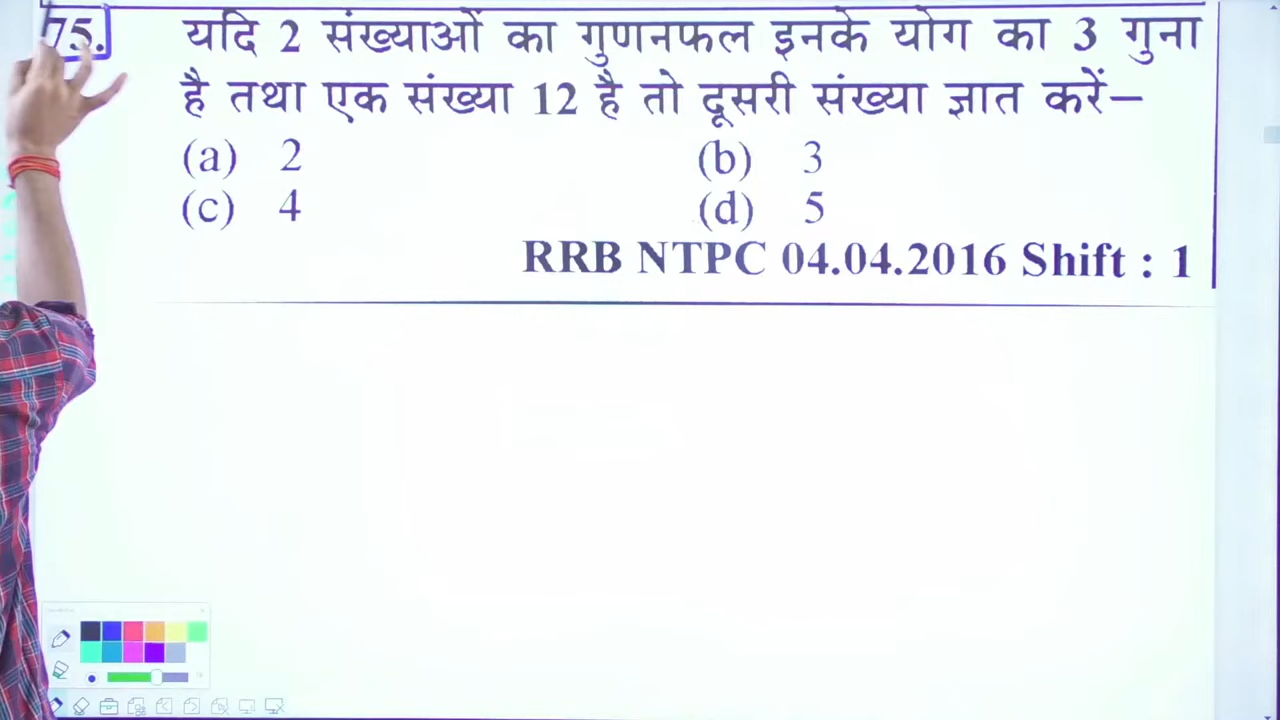 75. यदि 2 संख्याओं का गुणनफल इनके योग का 3 गुना
है तथा एक संख्या 12 है तो दूसरी संख्या ज्ञात करें–
(a) 2 (b) 3
(c) 4 (d) 5
RRB NTPC 04.04.2016 Shift : 1